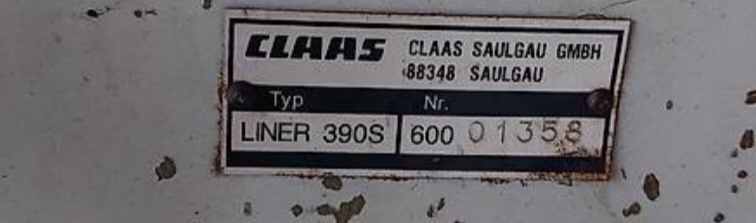 CLAAS CLAAS SAULGAU GMBH
88348 SAULGAU
Typ Nr.
LINER 390S 600 01358